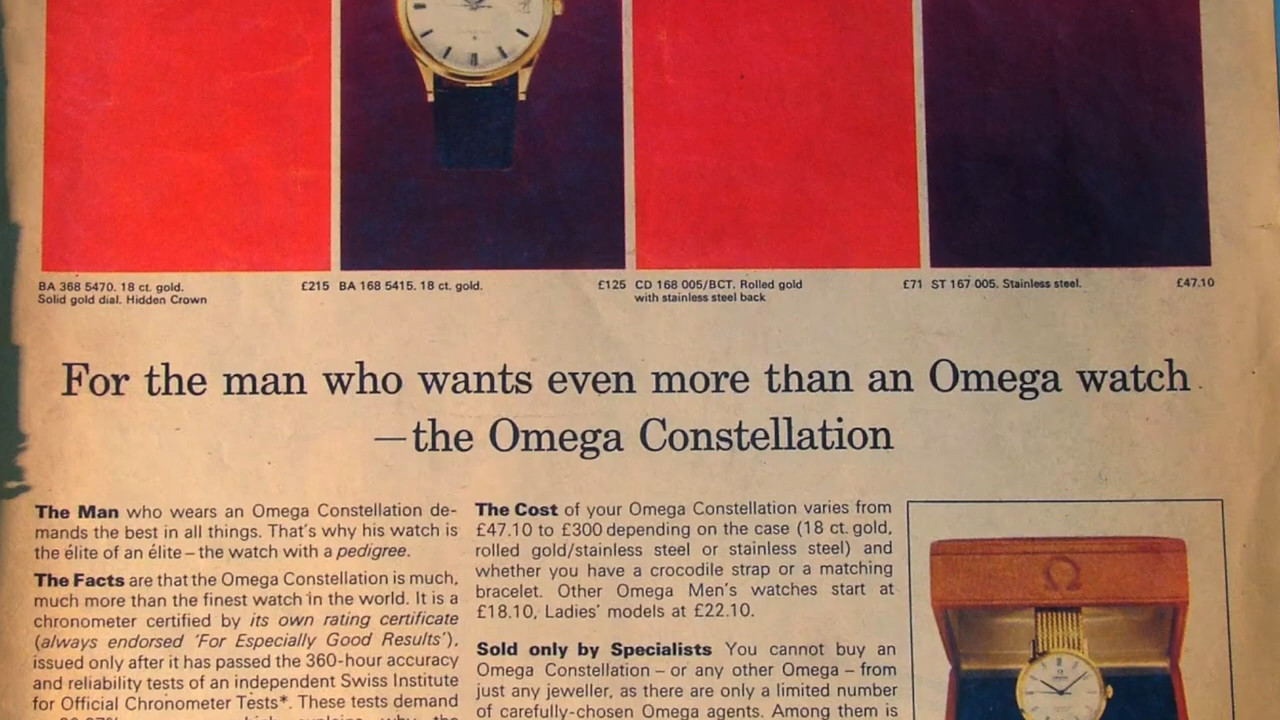 BA 368 5470. 18 ct. gold. £215
Solid gold dial. Hidden Crown
BA 168 5415. 18 ct. gold. £125
CD 168 005/BCT. Rolled gold £71
with stainless steel back
ST 167 005. Stainless steel. £47.10
For the man who wants even more than an Omega watch
—the Omega Constellation
The Man who wears an Omega Constellation de-
mands the best in all things. That's why his watch is
the élite of an élite – the watch with a pedigree.
The Facts are that the Omega Constellation is much,
much more than the finest watch in the world. It is a
chronometer certified by its own rating certificate
(always endorsed 'For Especially Good Results'),
issued only after it has passed the 360-hour accuracy
and reliability tests of an independent Swiss Institute
for Official Chronometer Tests*. These tests demand
why the
The Cost of your Omega Constellation varies from
£47.10 to £300 depending on the case (18 ct. gold,
rolled gold/stainless steel or stainless steel) and
whether you have a crocodile strap or a matching
bracelet. Other Omega Men's watches start at
£18.10, Ladies' models at £22.10.
Sold only by Specialists You cannot buy an
Omega Constellation – or any other Omega – from
just any jeweller, as there are only a limited number
of carefully-chosen Omega agents. Among them is